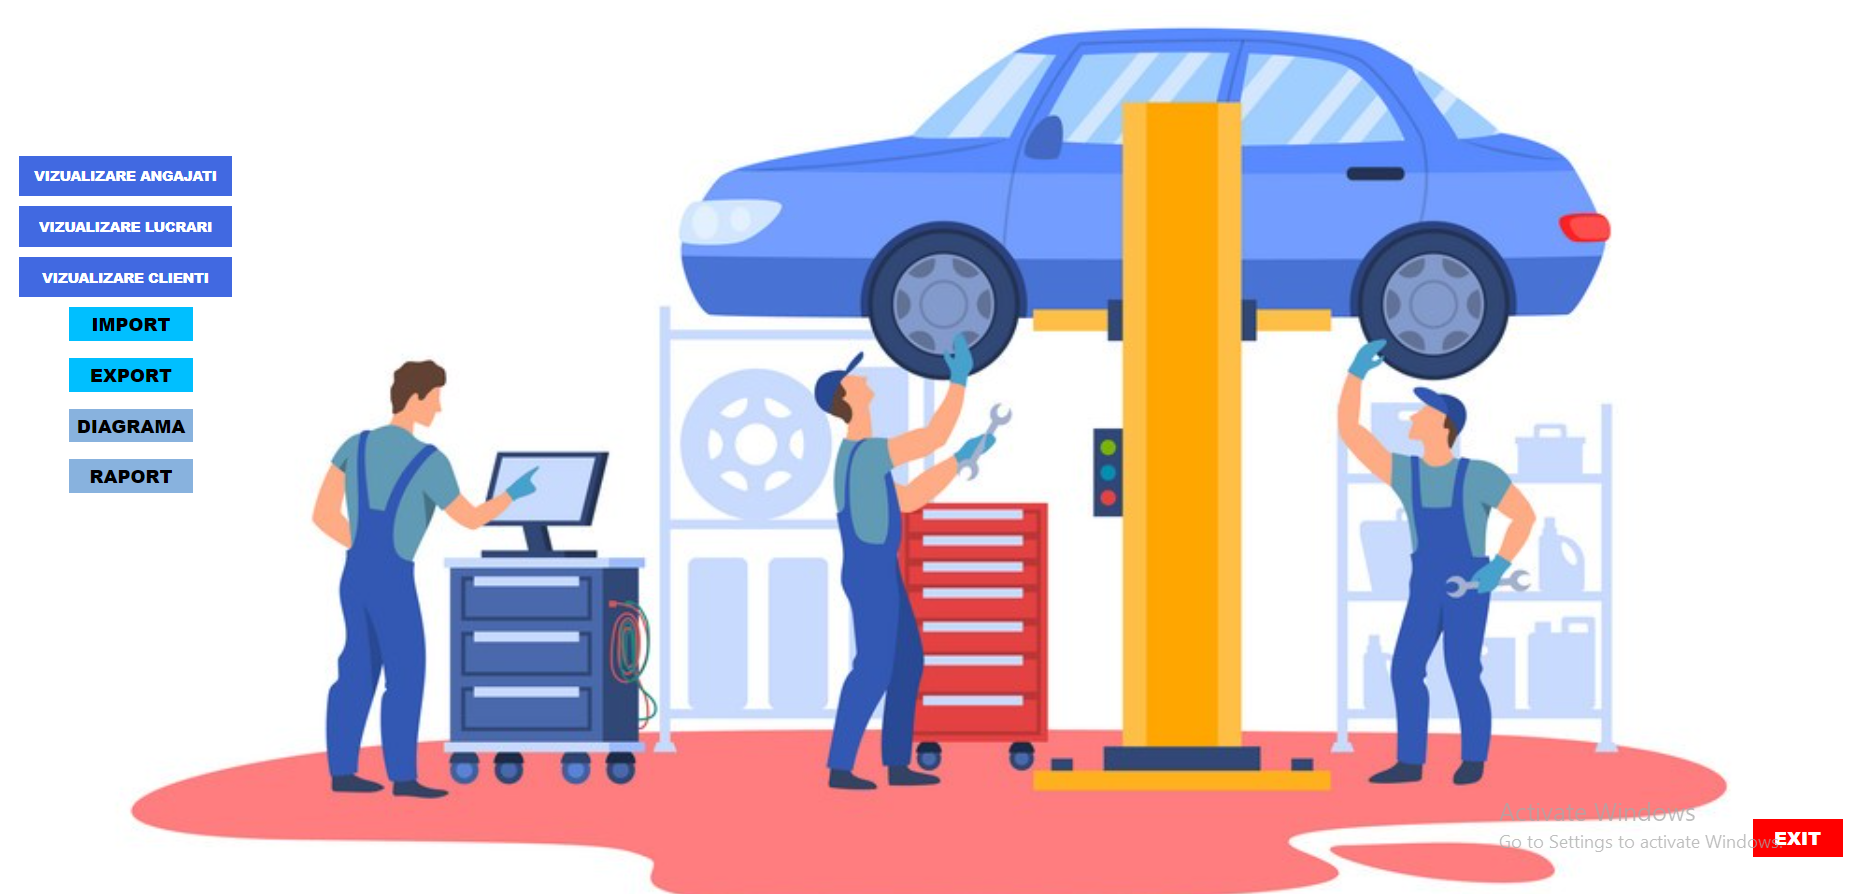 VIZUALIZARE ANGAJATI
VIZUALIZARE LUCRARI
VIZUALIZARE CLIENTI
IMPORT
EXPORT
DIAGRAMA
RAPORT
Activate Windows
Go to Settings to activate Windows.
EXIT